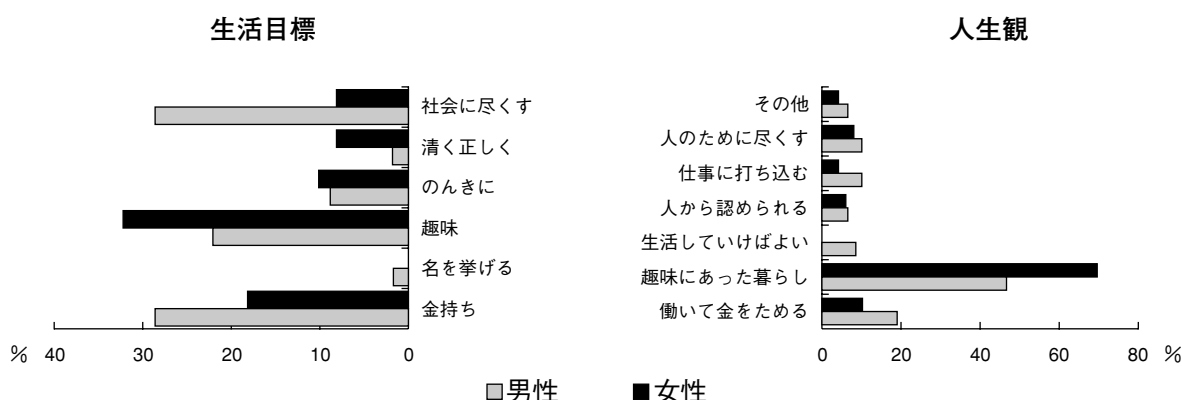 生活目標
人生観
社会に尽くす
清く正しく
のんきに
趣味
名を挙げる
金持ち
% 40 30 20 10 0
その他
人のために尽くす
仕事に打ち込む
人から認められる
生活していけばよい
趣味にあった暮らし
働いて金をためる
0 20 40 60 80 %
男性 女性